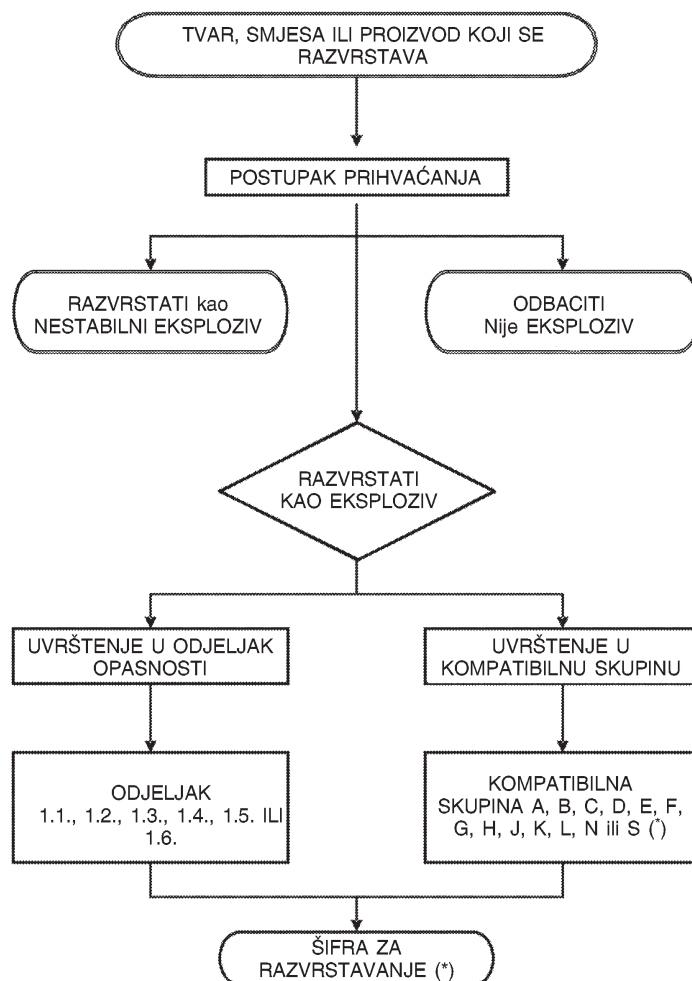 TVAR, SMJESA ILI PROIZVOD KOJI SE
RAZVRSTAVA
POSTUPAK PRIHVAĆANJA
RAZVRSTATI kao
NESTABILNI EKSPLOZIV
ODBACITI
Nije EKSPLOZIV
RAZVRSTATI
KAO EKSPLOZIV
UVRŠTENJE U ODJELJAK
OPASNOSTI
UVRŠTENJE U
KOMPATIBILNU SKUPINU
ODJELJAK
1.1., 1.2., 1.3., 1.4., 1.5. ILI
1.6.
KOMPATIBILNA
SKUPINA A, B, C, D, E, F,
G, H, J, K, L, N ili S (*)
ŠIFRA ZA
RAZVRSTAVANJE (*)